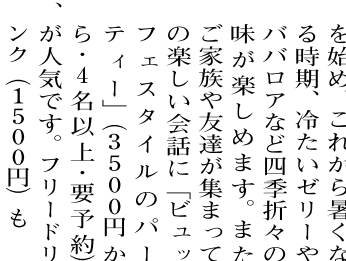 を始め、これから暑くな
る時期、冷たいゼリーや
ババロアなど四季折々の
味が楽しめます。また
ご家族や友達が集まって
の楽しい会話に「ビュッ
フェスタイルのパー
ティー」（3500円か
ら・4名以上・要予約）
が人気です。フリードリ
ンク（1500円）も